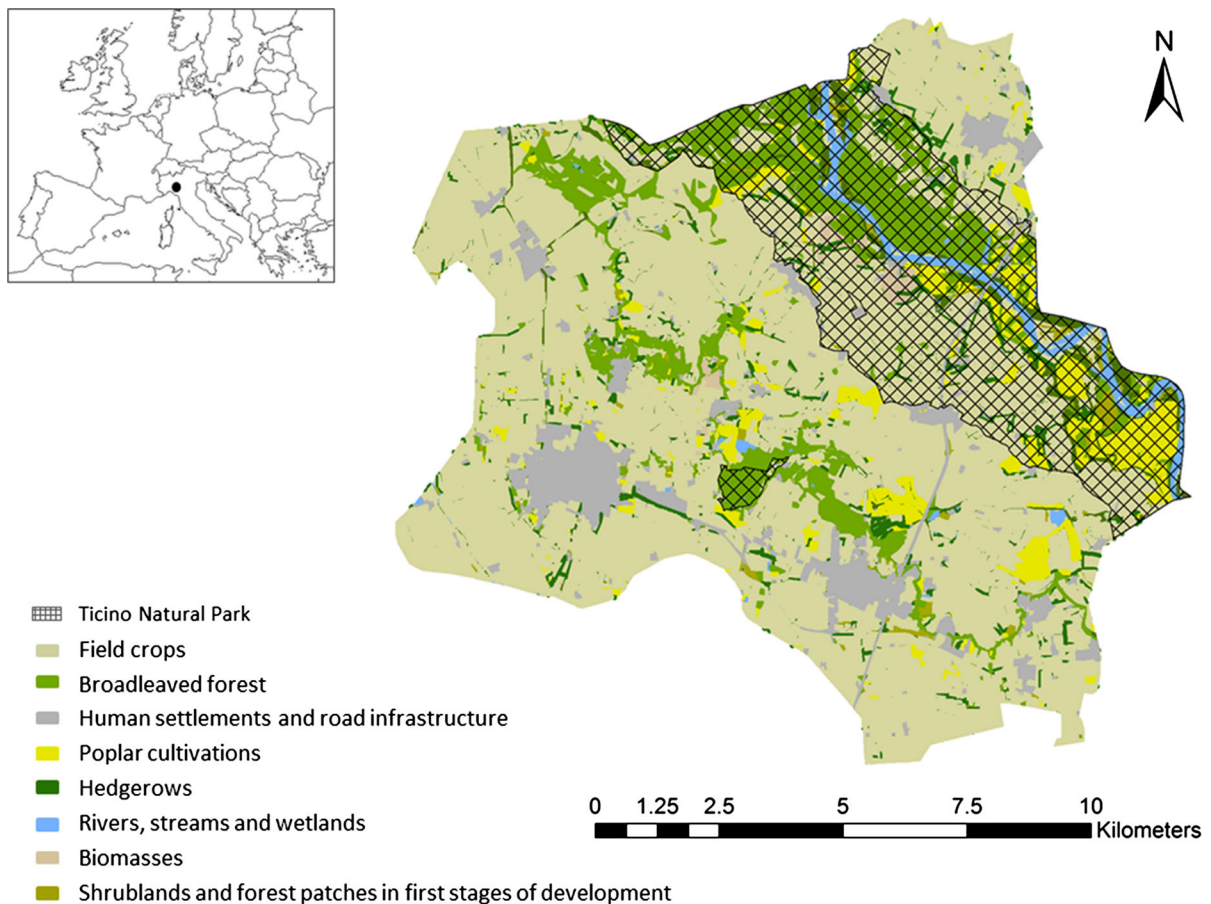 N
Ticino Natural Park
Field crops
Broadleaved forest
Human settlements and road infrastructure
Poplar cultivations
Hedgerows
Rivers, streams and wetlands
Biomasses
Shrublands and forest patches in first stages of development
0 1.25 2.5 5 7.5 10
Kilometers